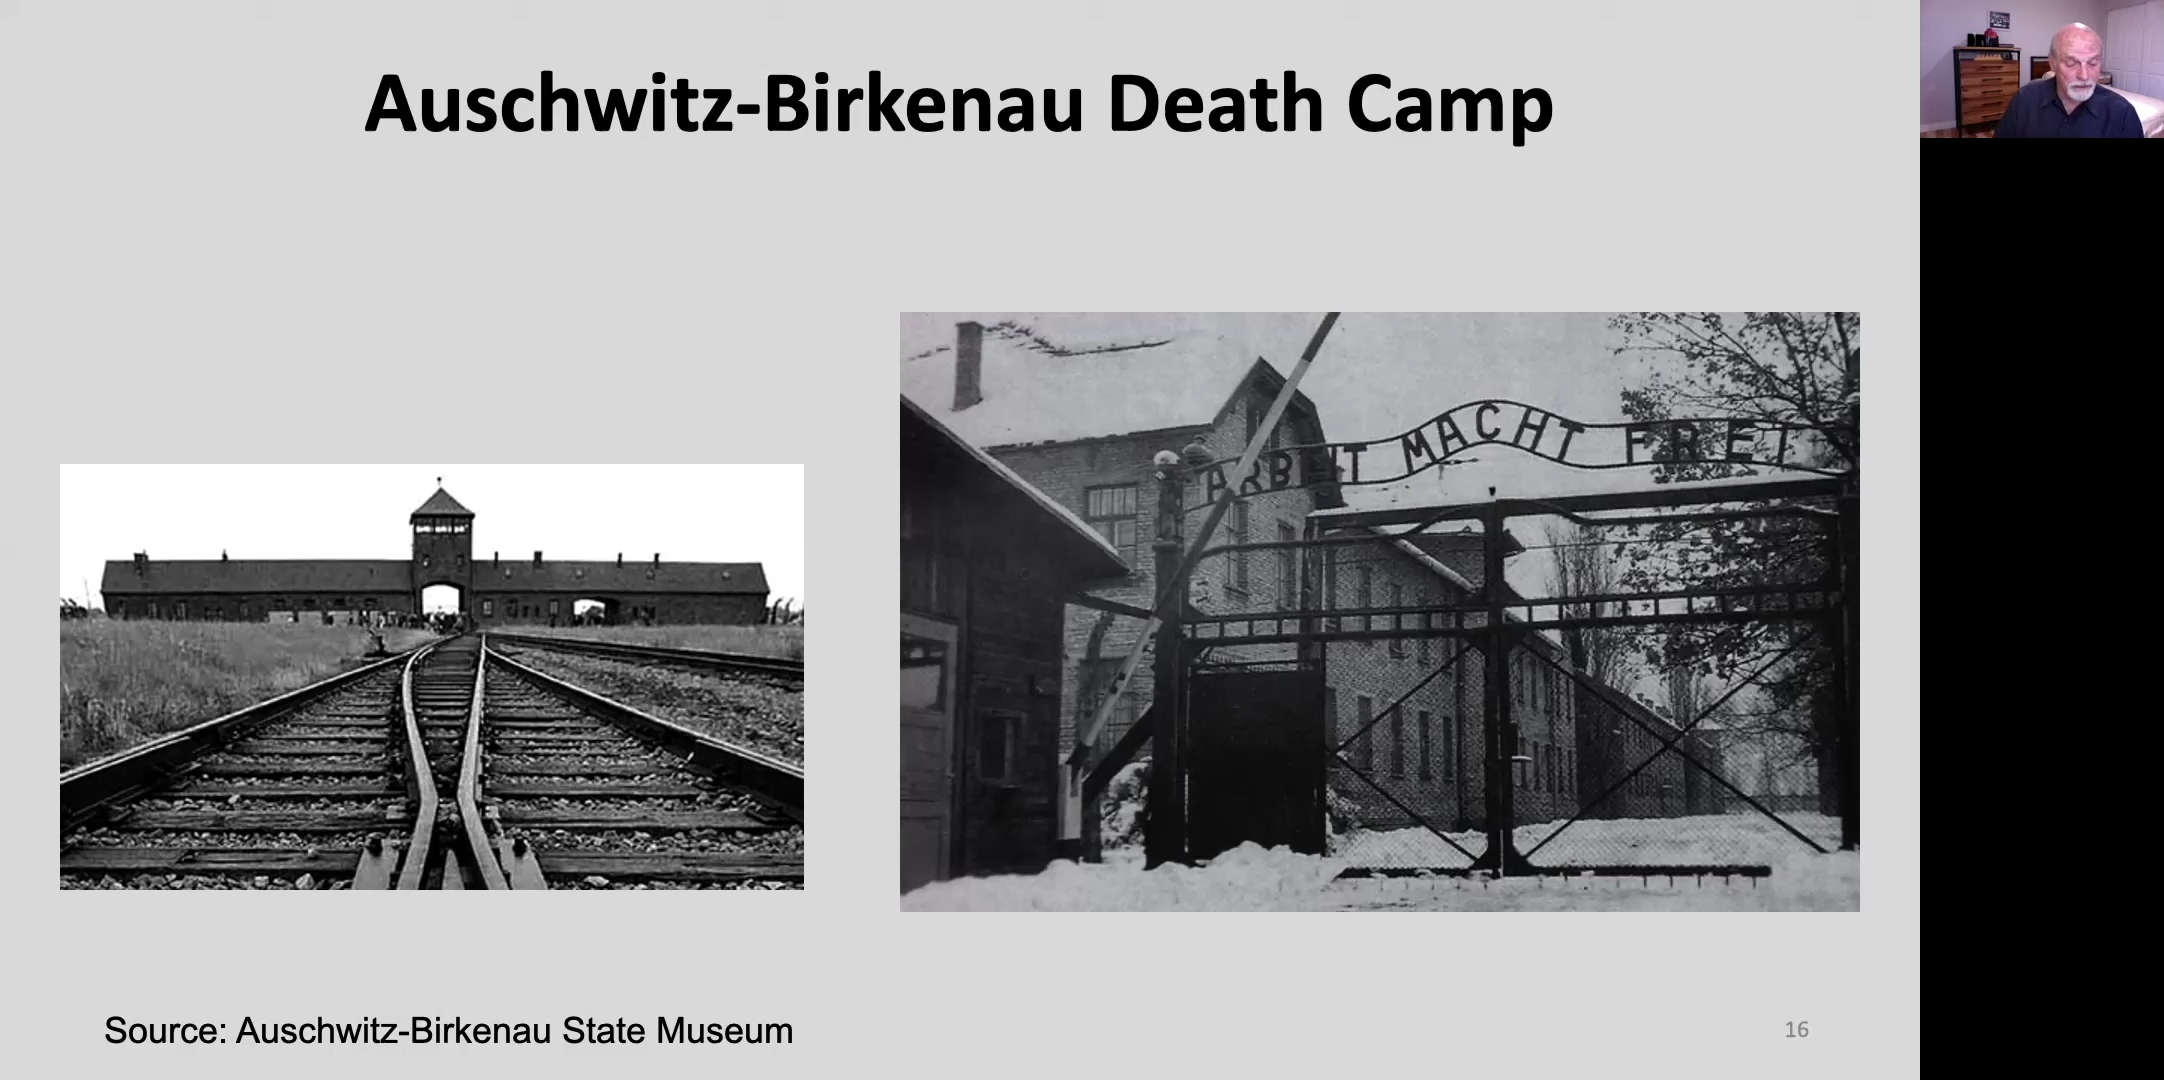 Auschwitz-Birkenau Death Camp
ARBEIT MACHT FREI
Source: Auschwitz-Birkenau State Museum
16